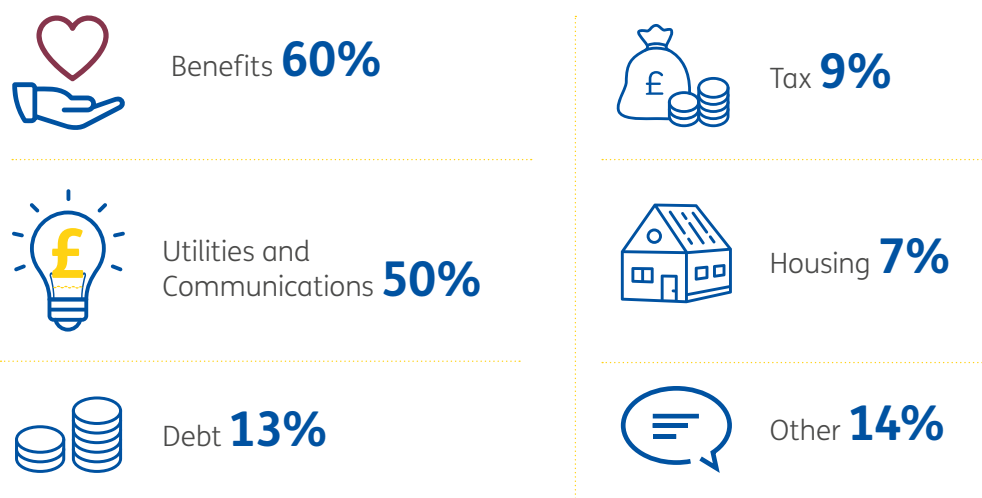 Benefits 60%
£
Utilities and
Communications 50%
Debt 13%
£
Tax 9%
Housing 7%
Other 14%